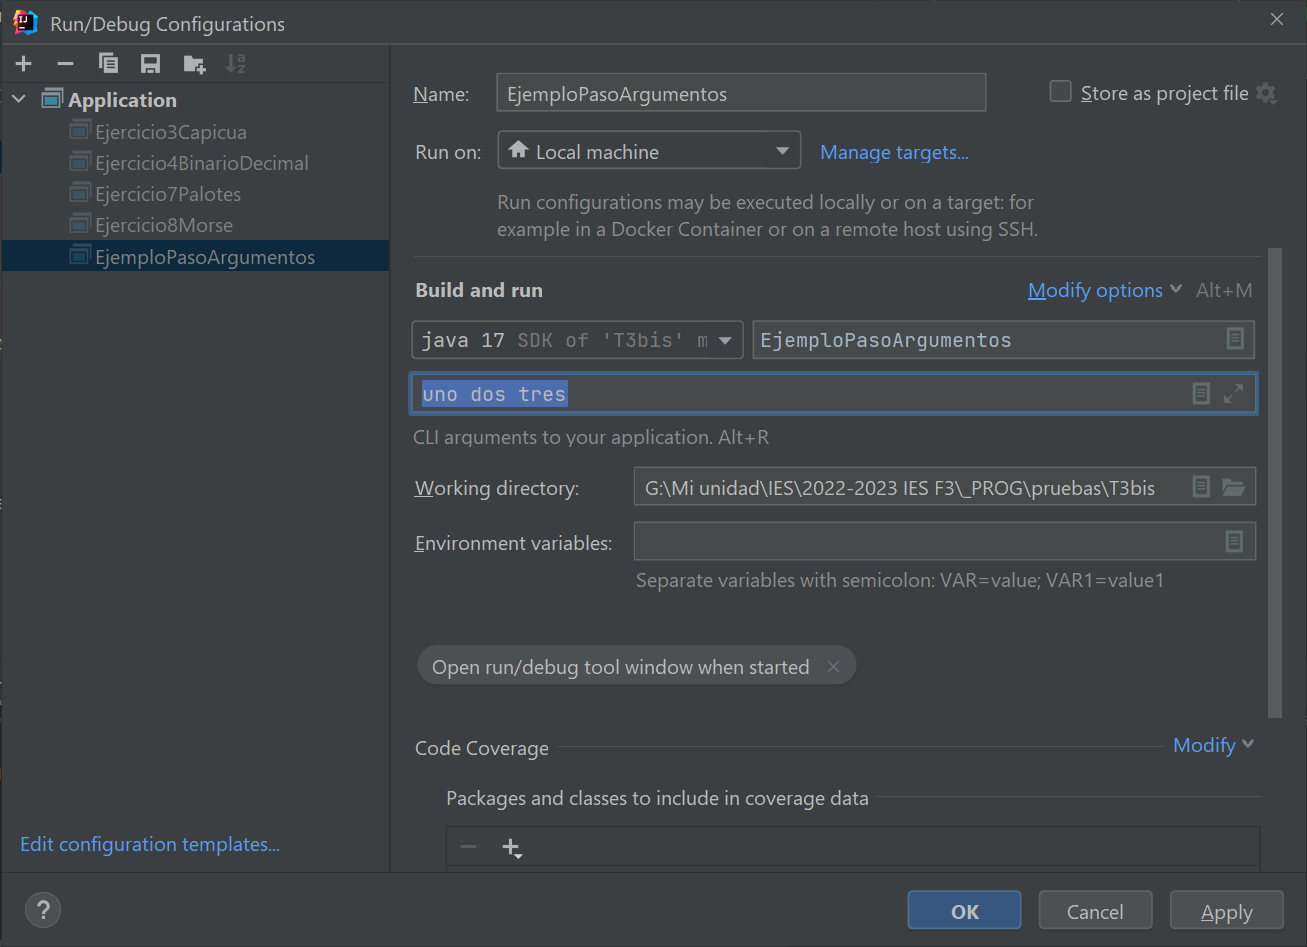 Run/Debug Configurations
Application
Ejercicio3Capicua
Ejercicio4BinarioDecimal
Ejercicio7Palotes
Ejercicio8Morse
EjemploPasoArgumentos
Edit configuration templates...
Name: EjemploPasoArgumentos Store as project file
Run on: Local machine Manage targets...
Run configurations may be executed locally or on a target: for
example in a Docker Container or on a remote host using SSH.
Build and run Modify options Alt+M
java 17 SDK of 'T3bis' m EjemploPasoArgumentos
uno dos tres
CLI arguments to your application. Alt+R
Working directory: G:\Mi unidad\IES\2022-2023 IES F3\_PROG\pruebas\T3bis
Environment variables:
Separate variables with semicolon: VAR=value; VAR1=value1
Open run/debug tool window when started
Code Coverage Modify
Packages and classes to include in coverage data
? OK Cancel Apply